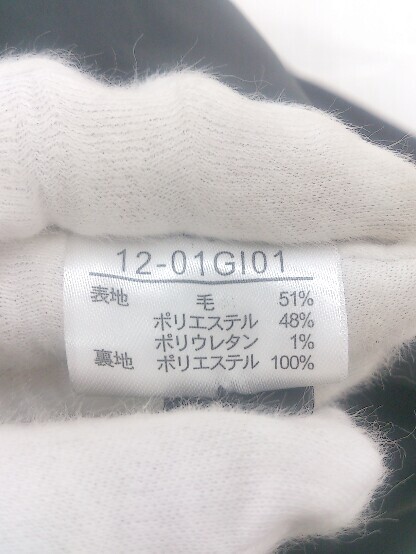 12-01GI01
表地 毛 51%
ポリエステル 48%
ポリウレタン 1%
裏地 ポリエステル 100%